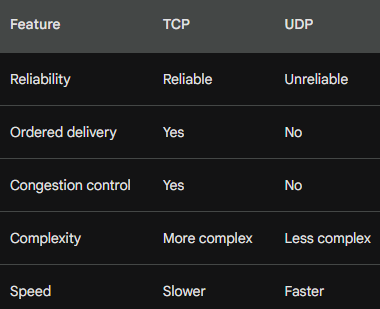 Feature TCP UDP
Reliability Reliable Unreliable
Ordered delivery Yes No
Congestion control Yes No
Complexity More complex Less complex
Speed Slower Faster